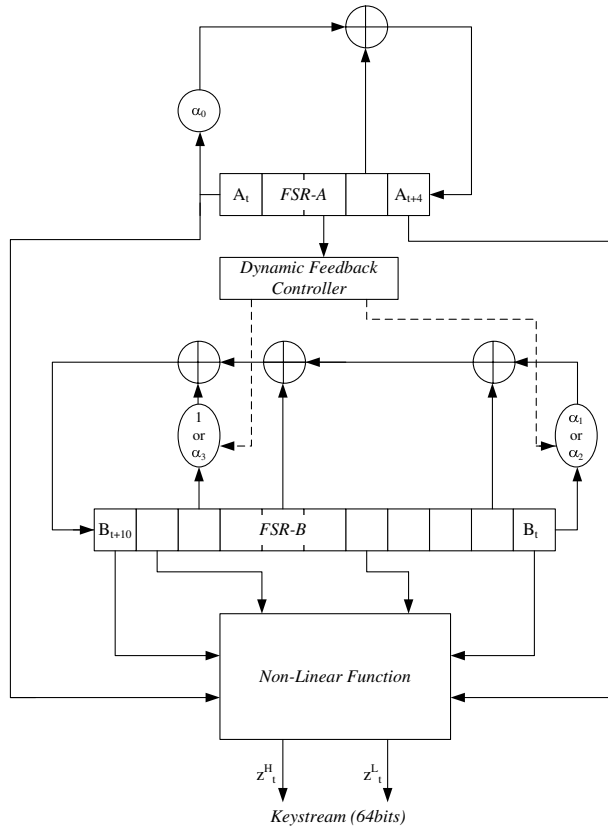 α₀
Aₜ FSR-A Aₜ₊₄
Dynamic Feedback
Controller
1
or
α₃
α₁
or
α₂
Bₜ₊₁₀ FSR-B Bₜ
Non-Linear Function
zᴴₜ zᴸₜ
Keystream (64bits)